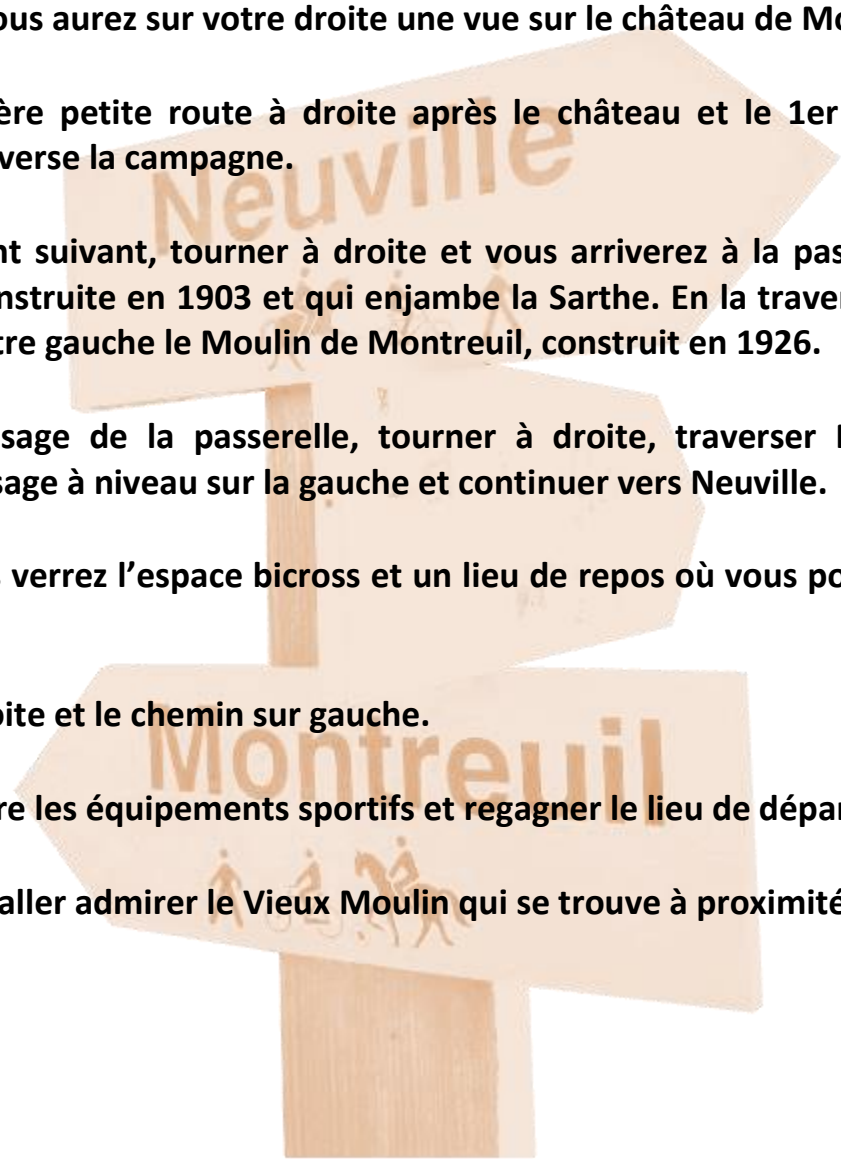 ous aurez sur votre droite une vue sur le château de Mo
ère petite route à droite après le château et le 1er
verse la campagne.
Neuville
nt suivant, tourner à droite et vous arriverez à la pas
nstruite en 1903 et qui enjambe la Sarthe. En la traver
tre gauche le Moulin de Montreuil, construit en 1926.
sage de la passerelle, tourner à droite, traverser
sage à niveau sur la gauche et continuer vers Neuville.
verrez l’espace bicross et un lieu de repos où vous po
oite et le chemin sur gauche.
Montreuil
re les équipements sportifs et regagner le lieu de dépar
aller admirer le Vieux Moulin qui se trouve à proximité